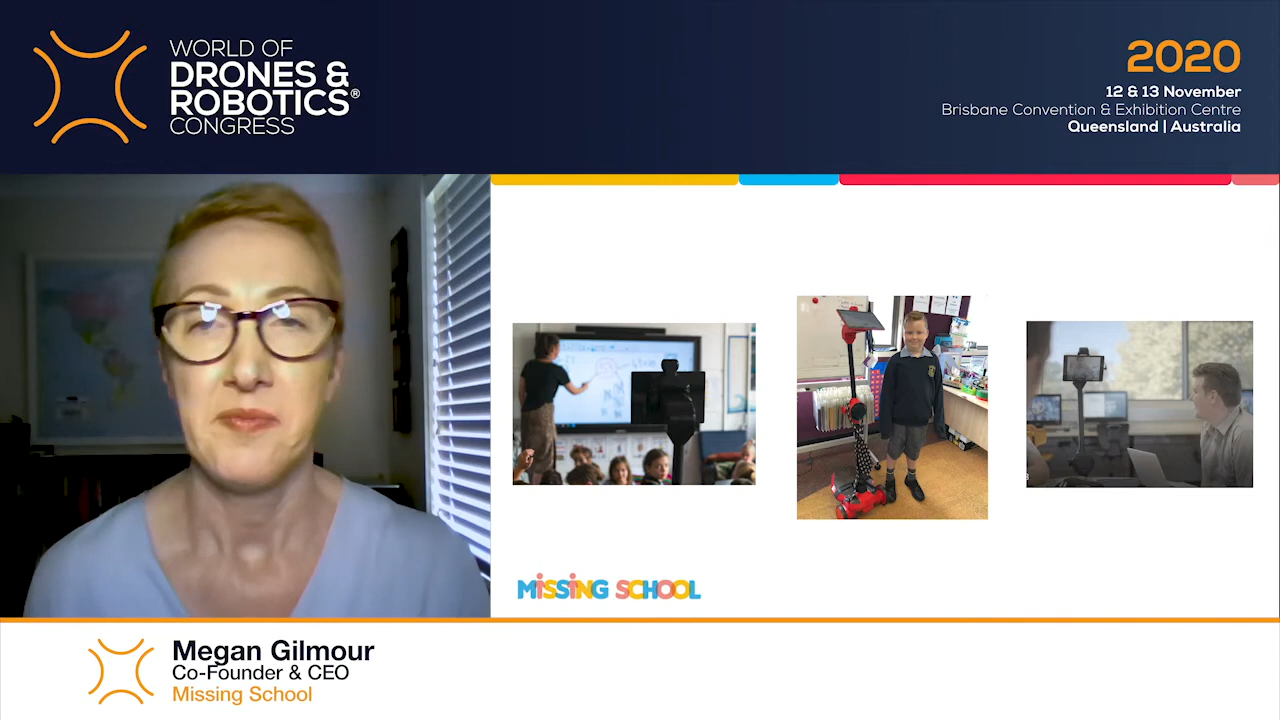 WORLD OF
DRONES &
ROBOTICS®
CONGRESS
2020
12 & 13 November
Brisbane Convention & Exhibition Centre
Queensland | Australia
MISSING SCHOOL
Megan Gilmour
Co-Founder & CEO
Missing School